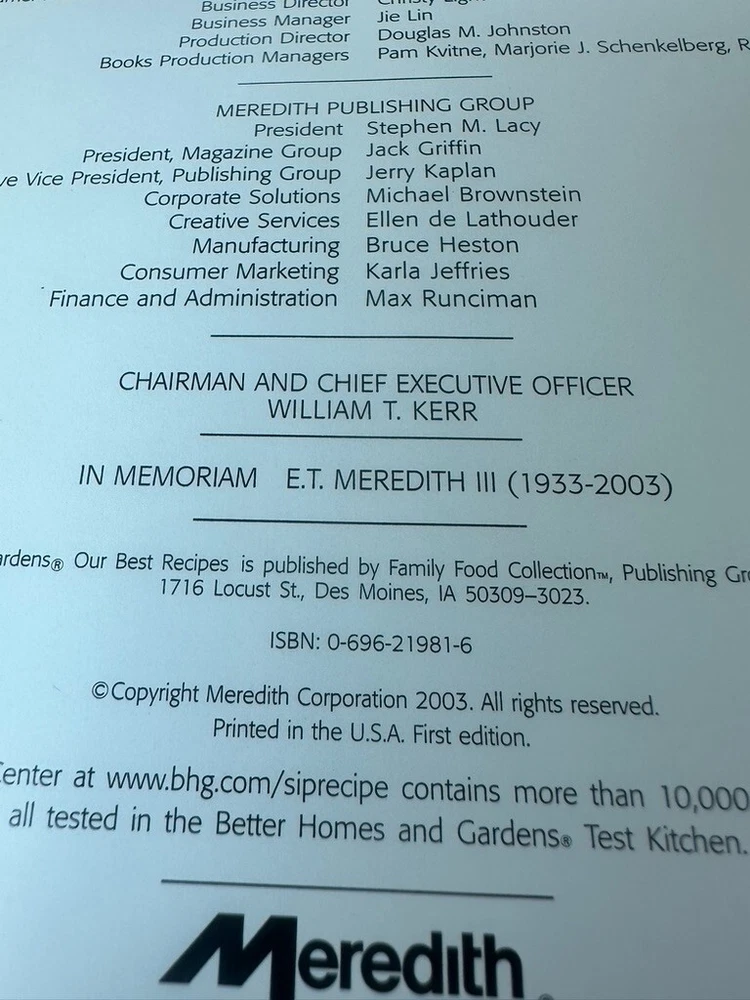 Business Director
Business Manager Jie Lin
Production Director Douglas M. Johnston
Books Production Managers Pam Kvitne, Marjorie J. Schenkelberg, R
MEREDITH PUBLISHING GROUP
President Stephen M. Lacy
President, Magazine Group Jack Griffin
ve Vice President, Publishing Group Jerry Kaplan
Corporate Solutions Michael Brownstein
Creative Services Ellen de Lathouder
Manufacturing Bruce Heston
Consumer Marketing Karla Jeffries
Finance and Administration Max Runciman
CHAIRMAN AND CHIEF EXECUTIVE OFFICER
WILLIAM T. KERR
IN MEMORIAM E.T. MEREDITH III (1933-2003)
ardens® Our Best Recipes is published by Family Food Collection™, Publishing Gro
1716 Locust St., Des Moines, IA 50309–3023.
ISBN: 0-696-21981-6
©Copyright Meredith Corporation 2003. All rights reserved.
Printed in the U.S.A. First edition.
Center at www.bhg.com/siprecipe contains more than 10,000
all tested in the Better Homes and Gardens® Test Kitchen.
Meredith